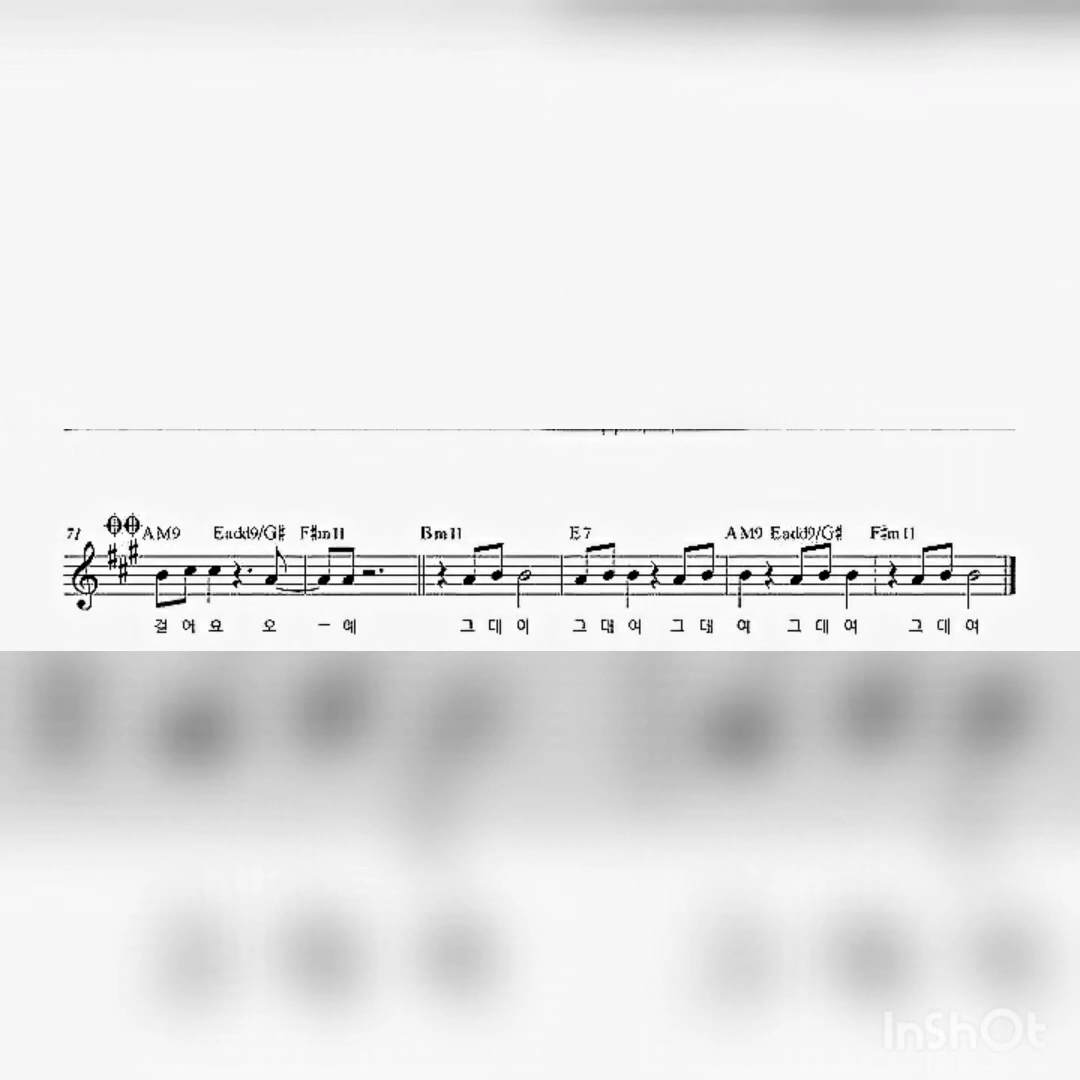 71 AM9 Eadd9/G# F#m11 Bm11 E7 AM9 Eadd9/G# F#m11
걸 어 요 오 ㅡ 예 그 대 이 그 대 여 그 대 여 그 대 여 그 대 여
InShOt